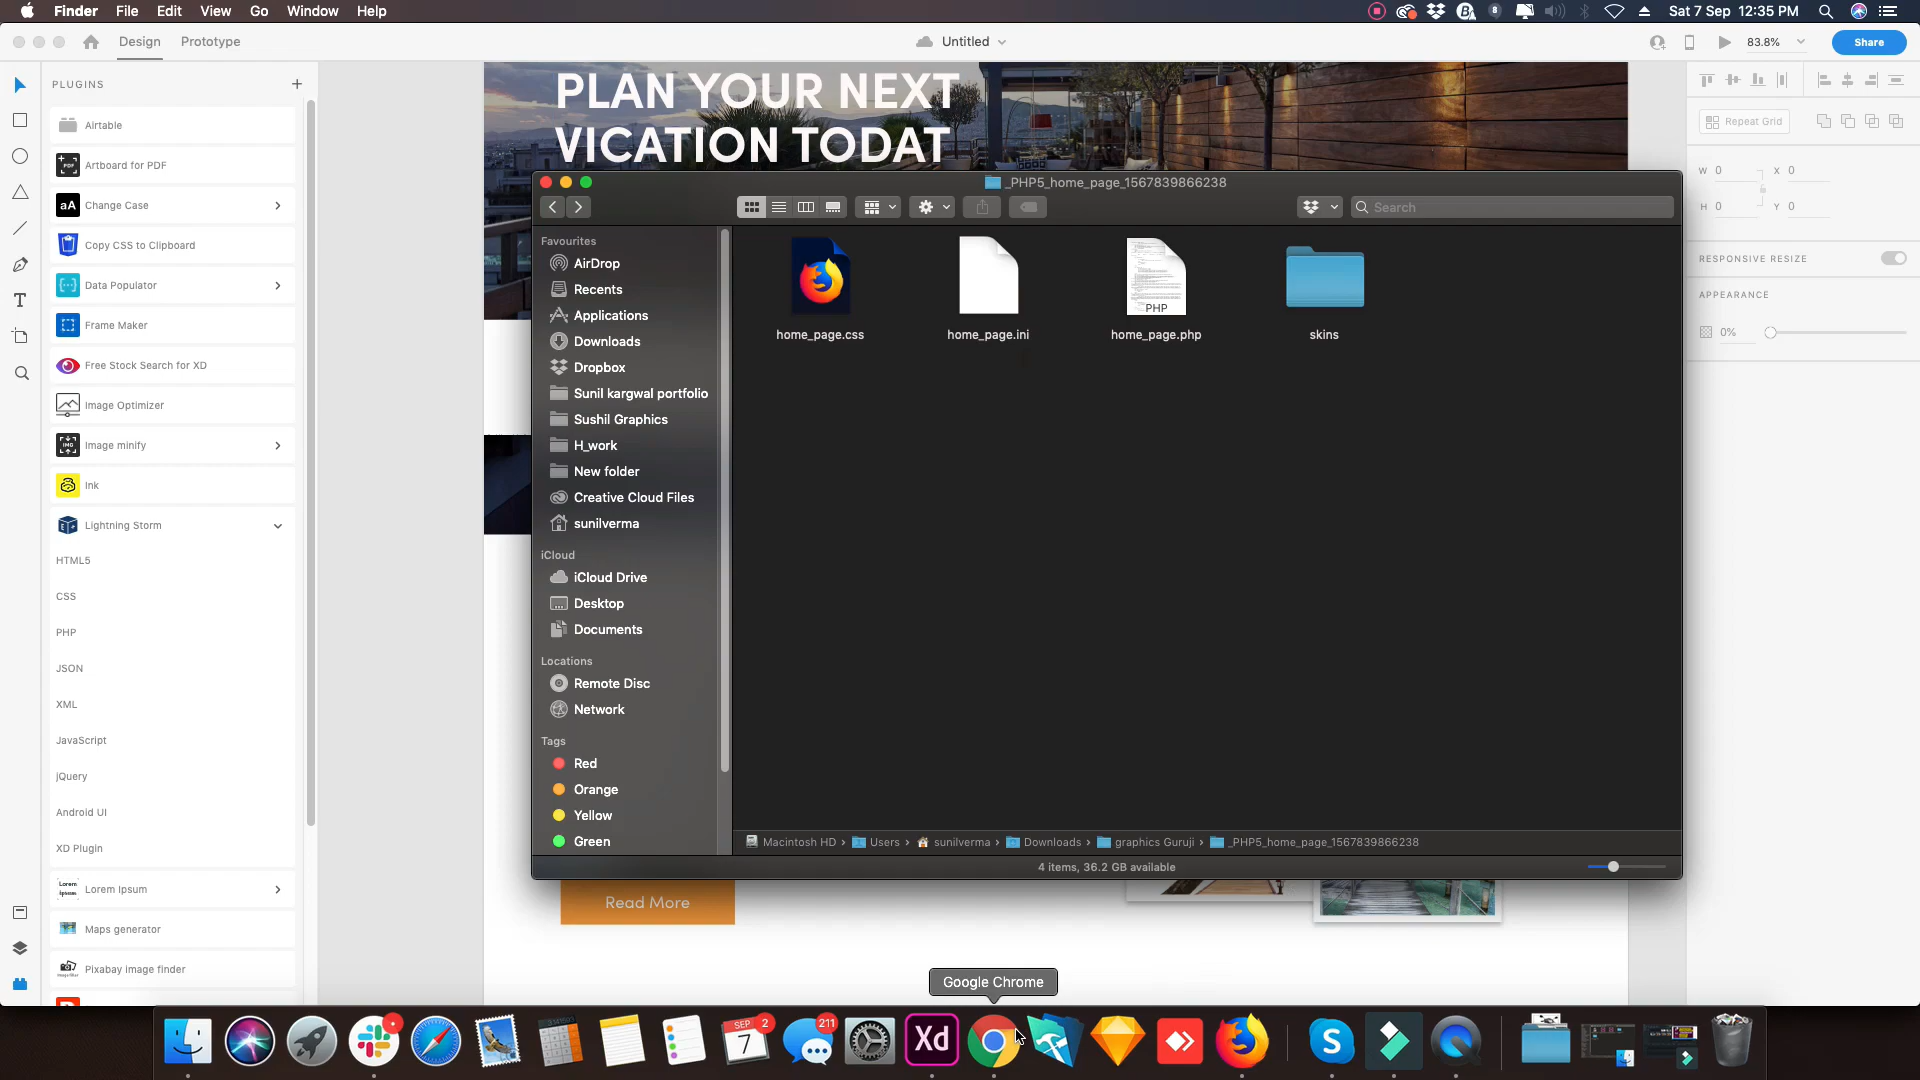 Finder File Edit View Go Window Help
8 Sat 7 Sep 12:35 PM
Design Prototype Untitled 83.8% Share
PLUGINS +
Airtable
Artboard for PDF
aA Change Case
Copy CSS to Clipboard
Data Populator
Frame Maker
Free Stock Search for XD
Image Optimizer
IMG Image minify
Ink
Lightning Storm
HTML5
CSS
PHP
JSON
XML
JavaScript
jQuery
Android UI
XD Plugin
Lorem Ipsum Lorem Ipsum
Maps generator
Pixabay image finder
PLAN YOUR NEXT
VICATION TODAT
_PHP5_home_page_1567839866238
Search
Favourites
AirDrop
Recents
Applications
Downloads
Dropbox
Sunil kargwal portfolio
Sushil Graphics
H_work
New folder
Creative Cloud Files
sunilverma
iCloud
iCloud Drive
Desktop
Documents
Locations
Remote Disc
Network
Tags
Red
Orange
Yellow
Green
PHP
home_page.css home_page.ini home_page.php skins
Macintosh HD › Users › sunilverma › Downloads › graphics Guruji › _PHP5_home_page_1567839866238
4 items, 36.2 GB available
Read More
Repeat Grid
W 0 X 0
H 0 Y 0
RESPONSIVE RESIZE
APPEARANCE
0%
Google Chrome
SEP 7 2
211
Xd